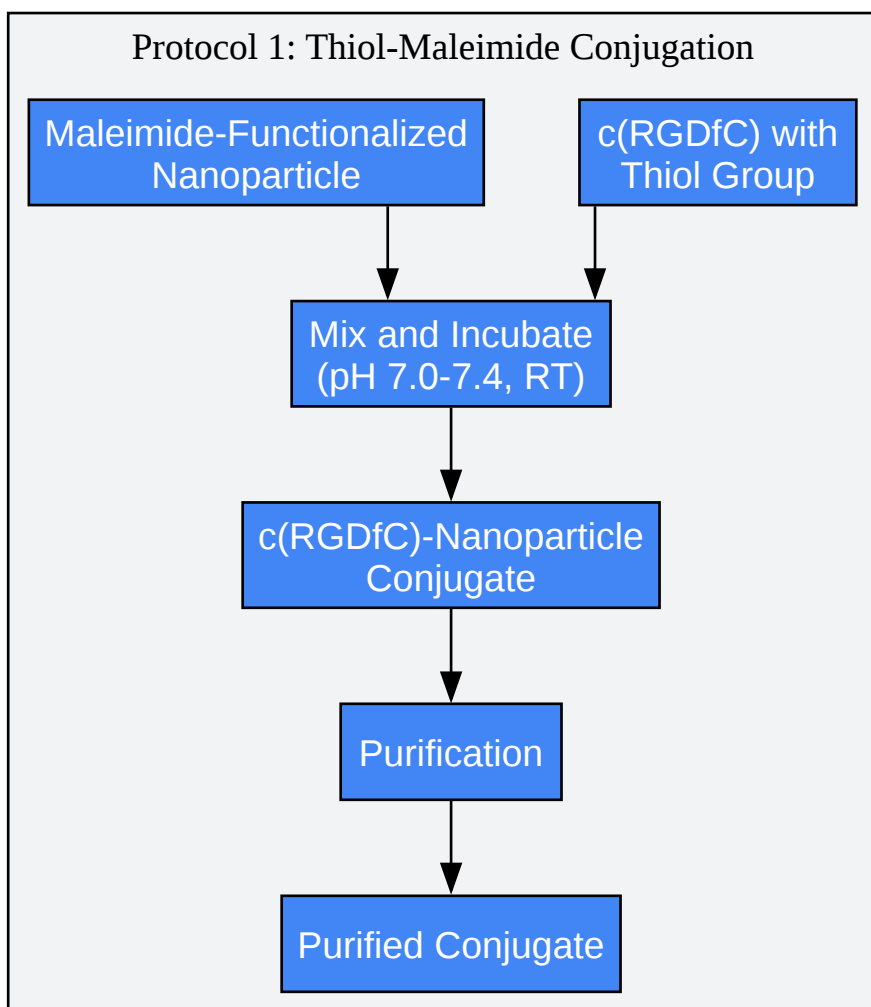 Protocol 1: Thiol-Maleimide Conjugation
Maleimide-Functionalized
Nanoparticle
c(RGDfC) with
Thiol Group
Mix and Incubate
(pH 7.0-7.4, RT)
c(RGDfC)-Nanoparticle
Conjugate
Purification
Purified Conjugate